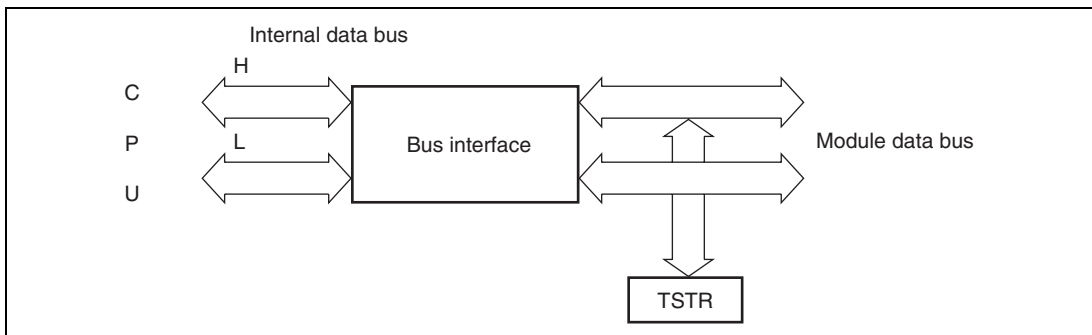 Internal data bus
H
C
P
L
U
Bus interface
Module data bus
TSTR